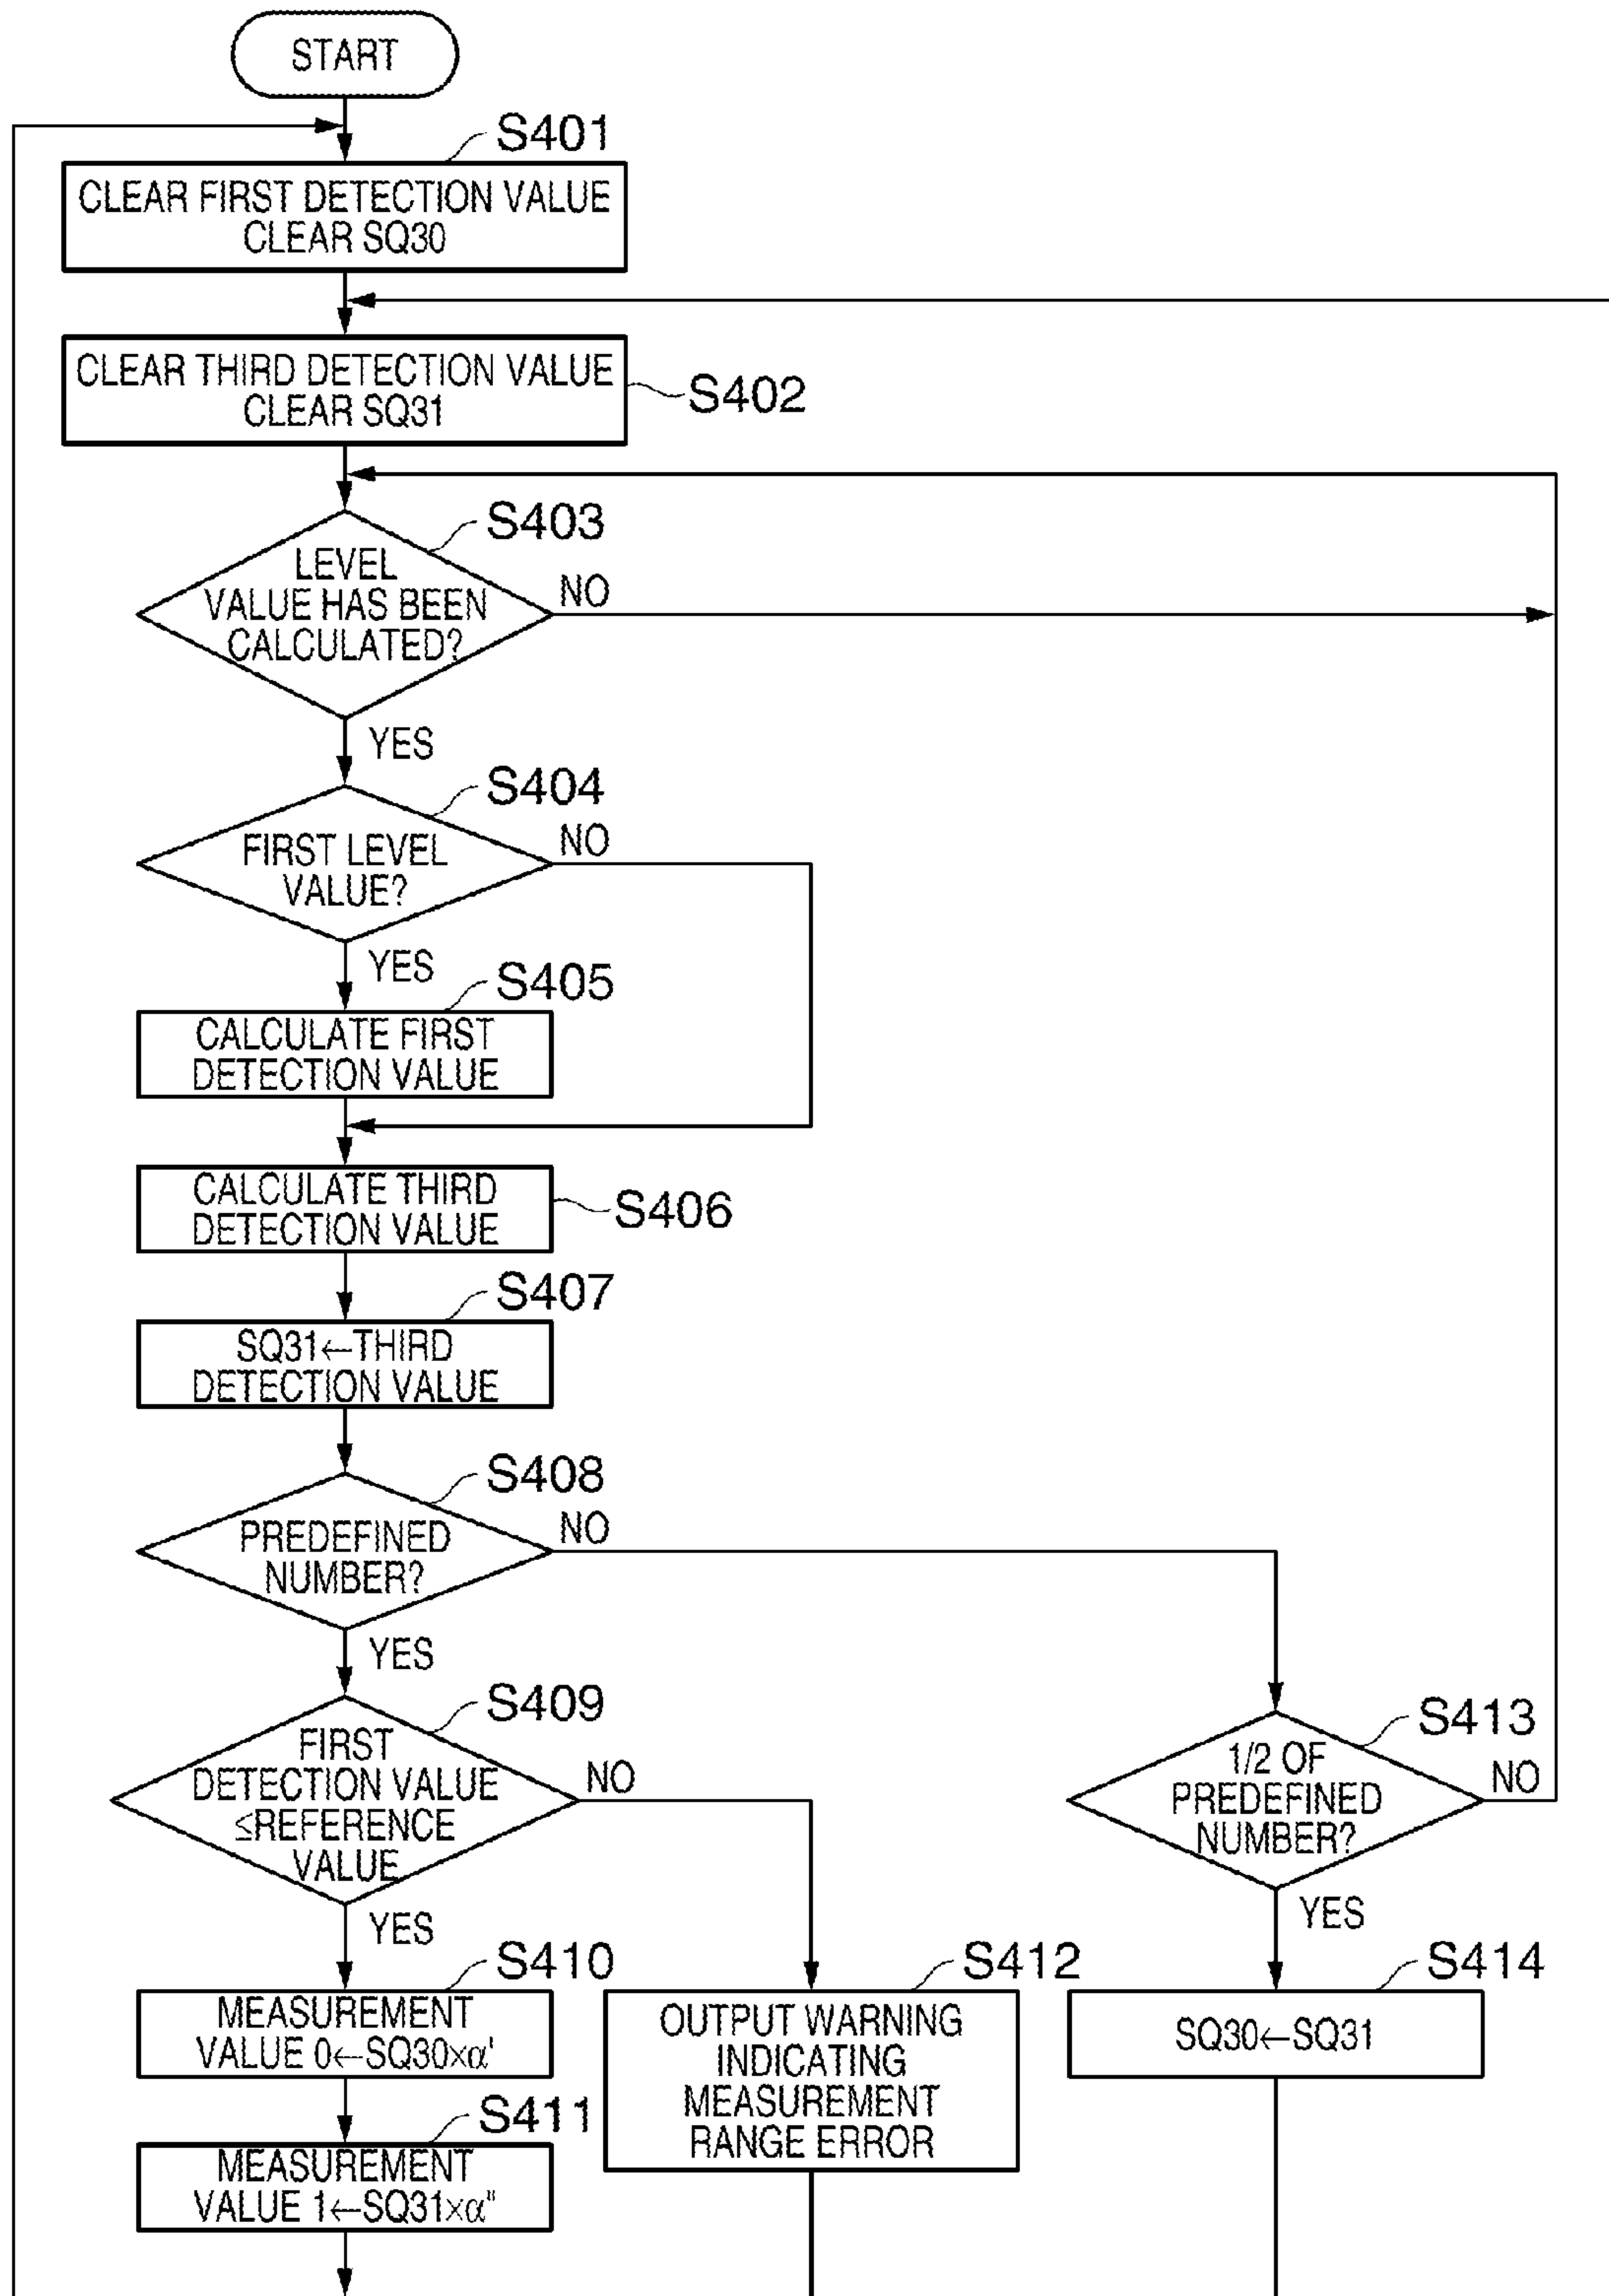 START
S401
CLEAR FIRST DETECTION VALUE
CLEAR SQ30
CLEAR THIRD DETECTION VALUE
CLEAR SQ31
S402
S403
LEVEL
VALUE HAS BEEN
CALCULATED?
NO
YES
S404
FIRST LEVEL
VALUE?
NO
YES
S405
CALCULATE FIRST
DETECTION VALUE
CALCULATE THIRD
DETECTION VALUE
S406
S407
SQ31←THIRD
DETECTION VALUE
S408
PREDEFINED
NUMBER?
NO
YES
S409
FIRST
DETECTION VALUE
≤REFERENCE
VALUE
NO
YES
S413
1/2 OF
PREDEFINED
NUMBER?
NO
YES
S410
MEASUREMENT
VALUE 0←SQ30×α'
S411
MEASUREMENT
VALUE 1←SQ31×α"
S412
OUTPUT WARNING
INDICATING
MEASUREMENT
RANGE ERROR
S414
SQ30←SQ31